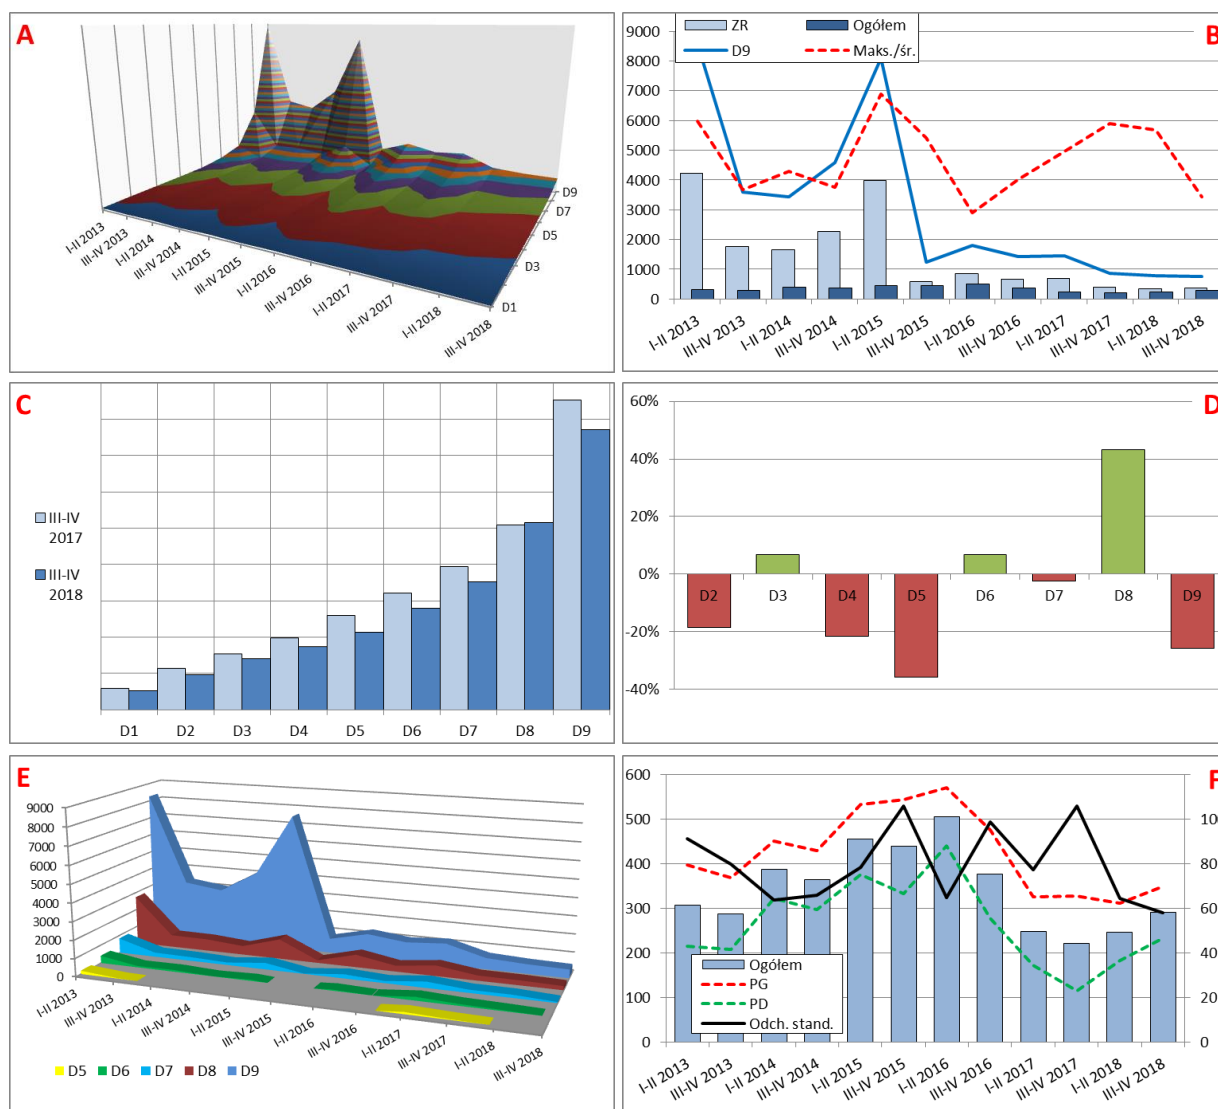 A
I-II 2013
III-IV 2013
I-II 2014
III-IV 2014
I-II 2015
III-IV 2015
I-II 2016
III-IV 2016
I-II 2017
III-IV 2017
I-II 2018
III-IV 2018
D1
D3
D5
D7
D9
B
ZR
Ogółem
D9
Maks./śr.
9000
8000
7000
6000
5000
4000
3000
2000
1000
0
I-II 2013
III-IV 2013
I-II 2014
III-IV 2014
I-II 2015
III-IV 2015
I-II 2016
III-IV 2016
I-II 2017
III-IV 2017
I-II 2018
III-IV 2018
C
III-IV
2017
III-IV
2018
D1 D2 D3 D4 D5 D6 D7 D8 D9
D
60%
40%
20%
0%
-20%
-40%
D2 D3 D4 D5 D6 D7 D8 D9
E
9000
8000
7000
6000
5000
4000
3000
2000
1000
0
I-II 2013
III-IV 2013
I-II 2014
III-IV 2014
I-II 2015
III-IV 2015
I-II 2016
III-IV 2016
I-II 2017
III-IV 2017
I-II 2018
III-IV 2018
D5 D6 D7 D8 D9
F
600
500
400
300
200
100
0
80
60
40
20
0
Ogółem
PG
PD
Odch. stand.
I-II 2013
III-IV 2013
I-II 2014
III-IV 2014
I-II 2015
III-IV 2015
I-II 2016
III-IV 2016
I-II 2017
III-IV 2017
I-II 2018
III-IV 2018